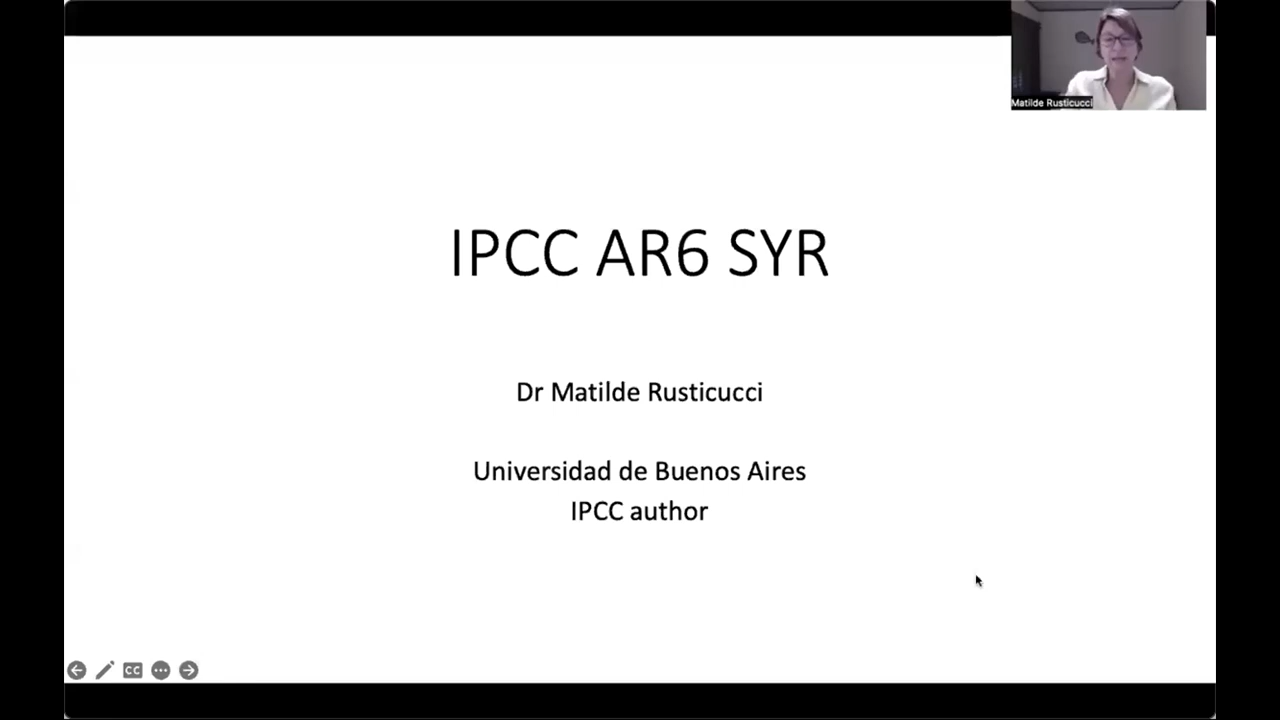 Matilde Rusticucci
IPCC AR6 SYR
Dr Matilde Rusticucci
Universidad de Buenos Aires
IPCC author
CC